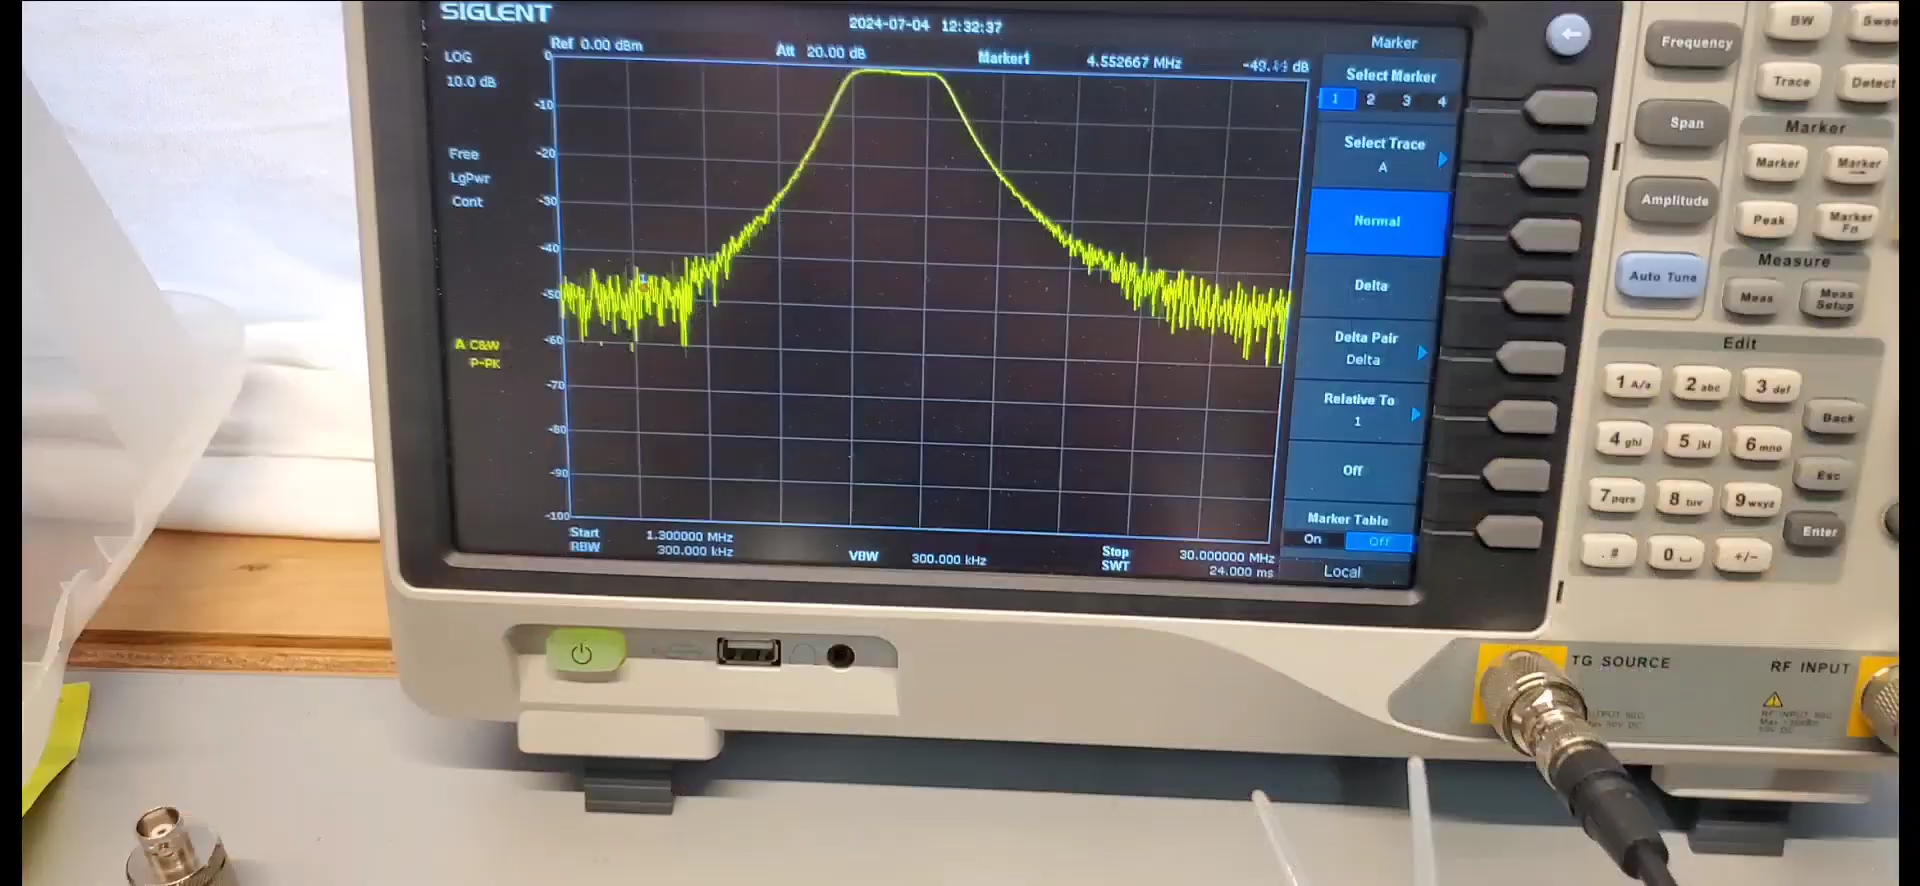 SIGLENT
2024-07-04 12:32:37
LOG
10.0 dB
Ref 0.00 dBm
Att 20.00 dB
Marker1
4.552667 MHz
Free
LgPwr
Cont
A C&W
P-PK
0
-10
-20
-30
-40
-50
-60
-70
-80
-90
-100
Start 1.300000 MHz
RBW 300.000 kHz
VBW 300.000 kHz
Stop 30.000000 MHz
SWT 24.000 ms
Marker
Select Marker
1 2 3 4
Select Trace
A
Normal
Delta
Delta Pair
Delta
Relative To
1
Off
Marker Table
On Off
Local
Frequency
Span
Amplitude
Auto Tune
BW
Trace
Detect
Marker
Marker
Marker
Peak
Marker
Fn
Measure
Meas
Meas
Setup
Edit
1 A/a
2 abc
3 def
Back
4 ghi
5 jkl
6 mno
Esc
7 pqrs
8 tuv
9 wxyz
Enter
. #
0
+/-
TG SOURCE
RF INPUT